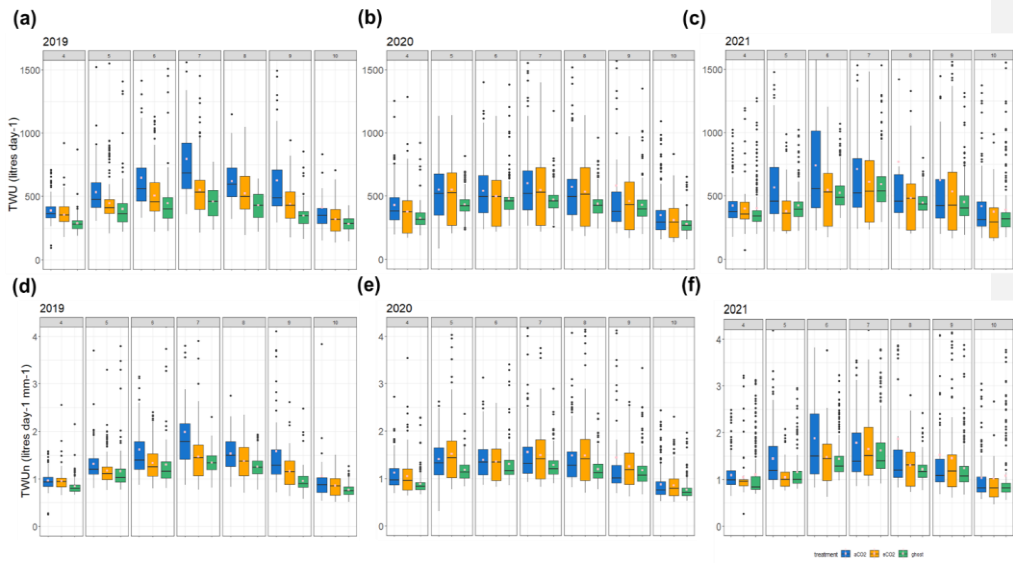 (a) (b) (c)
2019 2020 2021
4 5 6 7 8 9 10 4 5 6 7 8 9 10 4 5 6 7 8 9 10
TWU (litres day-1)
1500 1500 1500
1000 1000 1000
500 500 500
0 0 0
(d) (e) (f)
2019 2020 2021
4 5 6 7 8 9 10 4 5 6 7 8 9 10 4 5 6 7 8 9 10
TWUn (litres day-1 mm-1)
4 4 4
3 3 3
2 2 2
1 1 1
0 0 0
treatment aCO2 eCO2 ghost